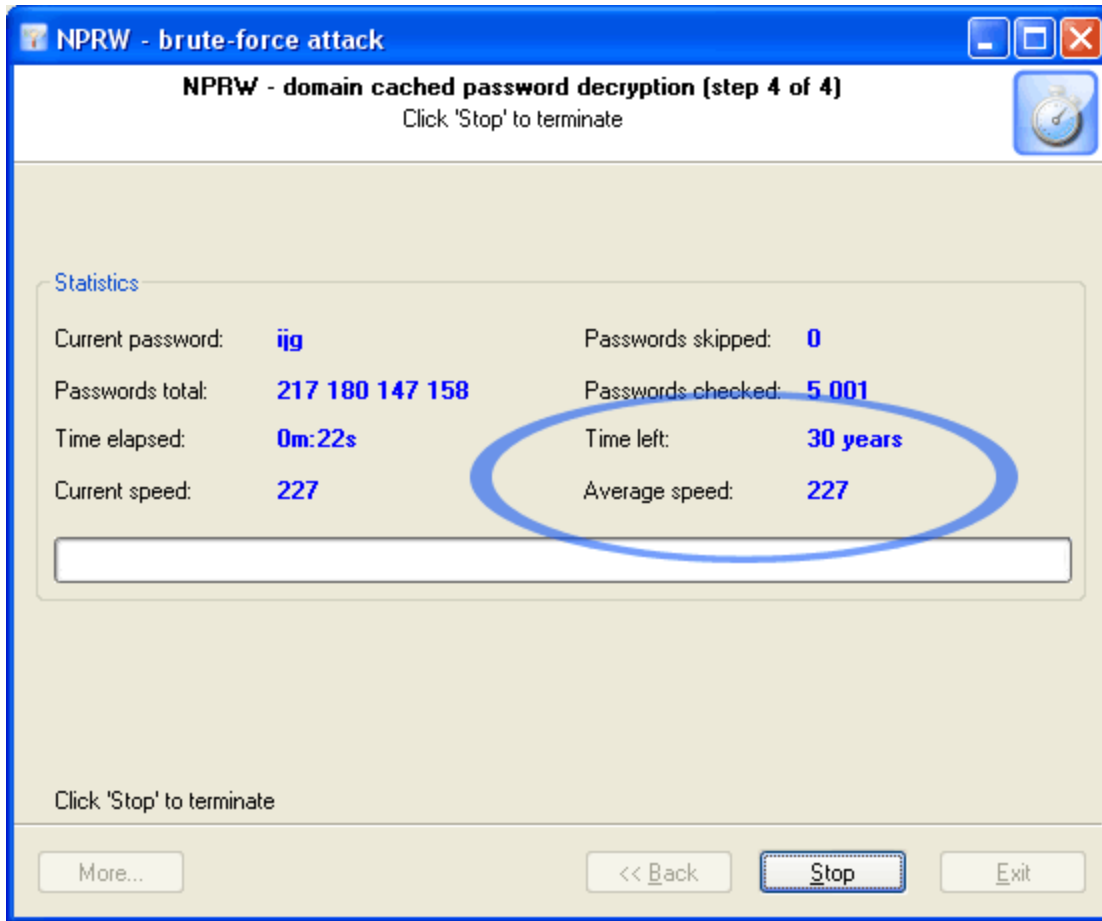 NPRW - brute-force attack
NPRW - domain cached password decryption (step 4 of 4)
Click 'Stop' to terminate
Statistics
Current password: ijg Passwords skipped: 0
Passwords total: 217 180 147 158 Passwords checked: 5 001
Time elapsed: 0m:22s Time left: 30 years
Current speed: 227 Average speed: 227
Click 'Stop' to terminate
More... << Back Stop Exit